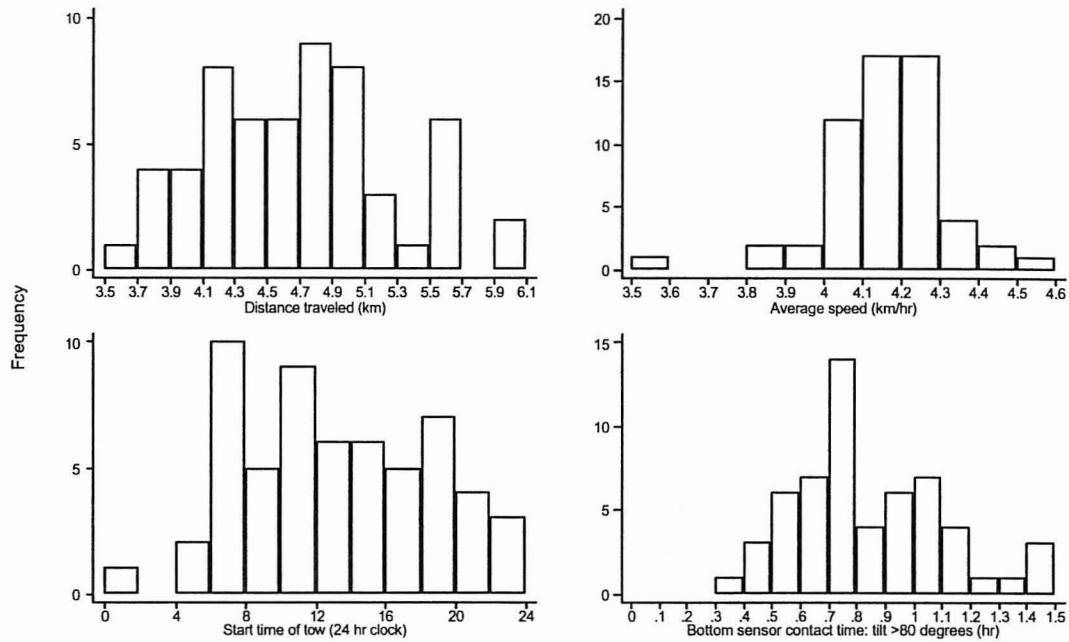 10
5
0
3.5 3.7 3.9 4.1 4.3 4.5 4.7 4.9 5.1 5.3 5.5 5.7 5.9 6.1
Distance traveled (km)
20
15
10
5
0
3.5 3.6 3.7 3.8 3.9 4 4.1 4.2 4.3 4.4 4.5 4.6
Average speed (km/hr)
Frequency
10
5
0
0 4 8 12 16 20 24
Start time of tow (24 hr clock)
15
10
5
0
0 .1 .2 .3 .4 .5 .6 .7 .8 .9 1 1.1 1.2 1.3 1.4 1.5
Bottom sensor contact time: tilt >80 degrees (hr)